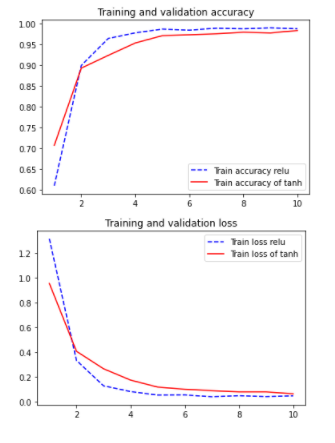 Training and validation accuracy
1.00
0.95
0.90
0.85
0.80
0.75
0.70
0.65
0.60
Train accuracy relu
Train accuracy of tanh
2 4 6 8 10
Training and validation loss
Train loss relu
Train loss of tanh
1.2
1.0
0.8
0.6
0.4
0.2
0.0
2 4 6 8 10